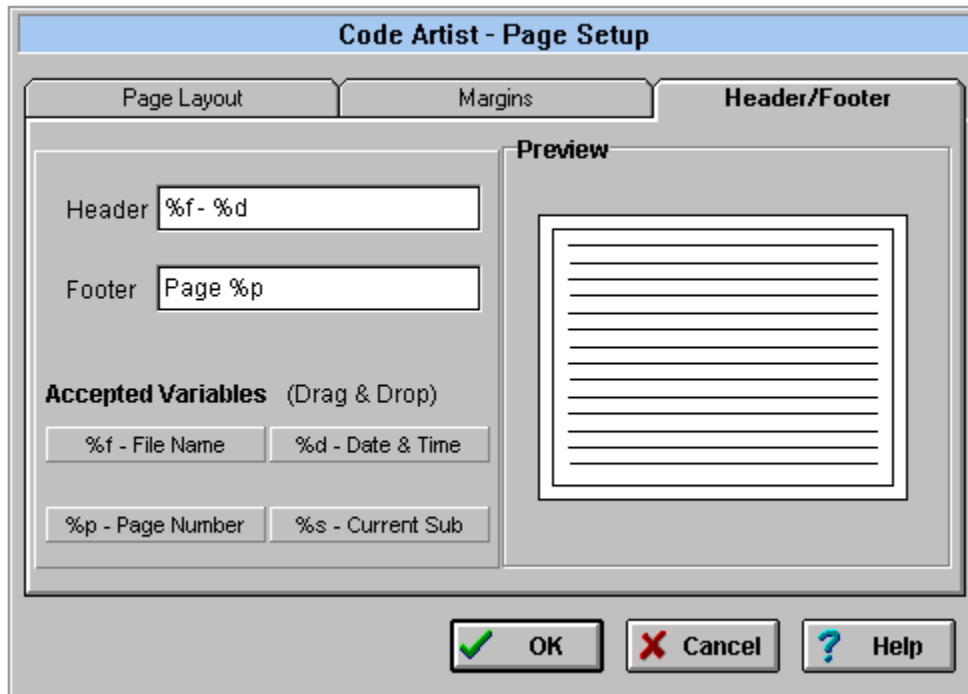 Code Artist - Page Setup
Page Layout
Margins
Header/Footer
Header
%f- %d
Footer
Page %p
Accepted Variables (Drag & Drop)
%f - File Name
%d - Date & Time
%p - Page Number
%s - Current Sub
Preview
OK
Cancel
Help